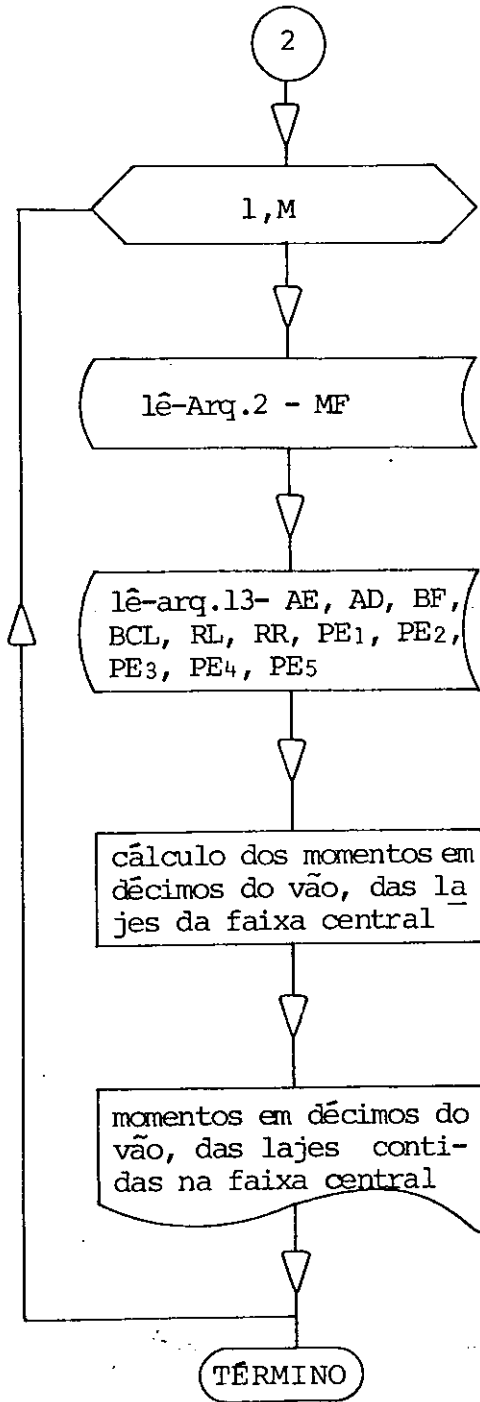 2
1,M
lê-Arq.2 - MF
lê-arq.13- AE, AD, BF,
BCL, RL, RR, PE1, PE2,
PE3, PE4, PE5
cálculo dos momentos em
décimos do vão, das la
jes da faixa central
momentos em décimos do
vão, das lajes conti-
das na faixa central
TÉRMINO